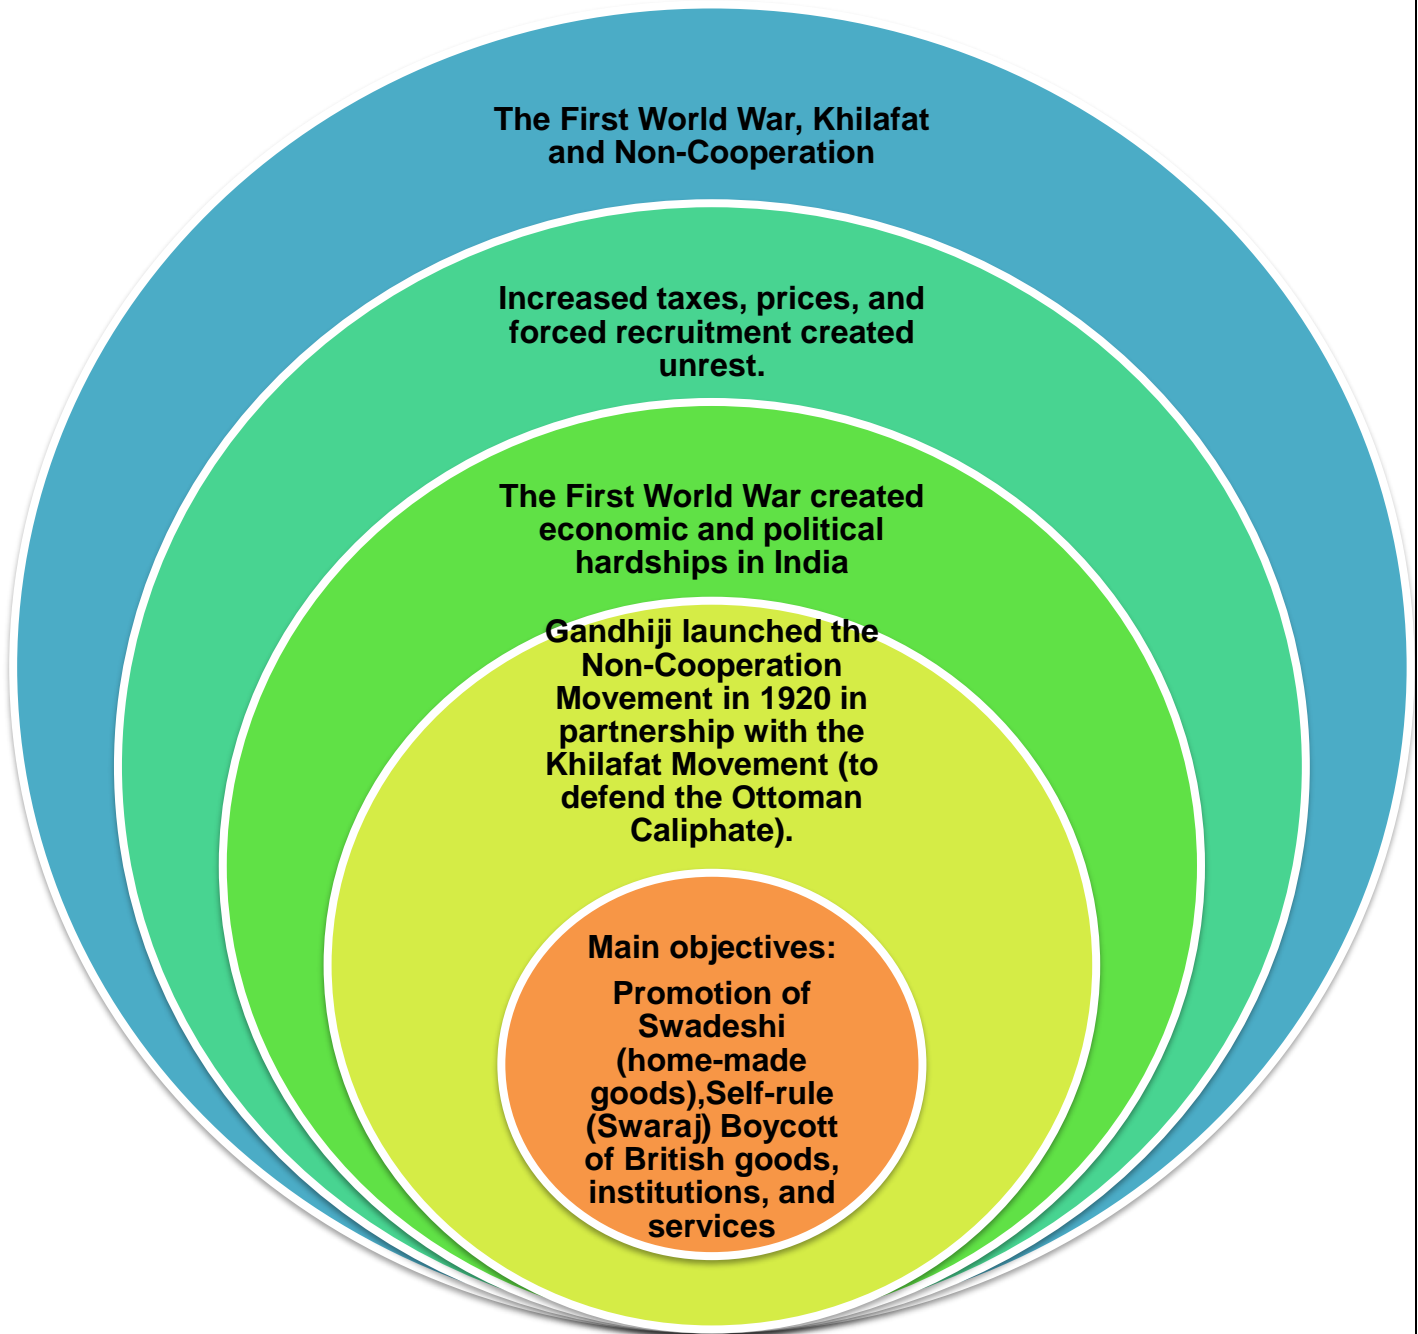 The First World War, Khilafat
and Non-Cooperation
Increased taxes, prices, and
forced recruitment created
unrest.
The First World War created
economic and political
hardships in India
Gandhiji launched the
Non-Cooperation
Movement in 1920 in
partnership with the
Khilafat Movement (to
defend the Ottoman
Caliphate).
Main objectives:
Promotion of
Swadeshi
(home-made
goods),Self-rule
(Swaraj) Boycott
of British goods,
institutions, and
services